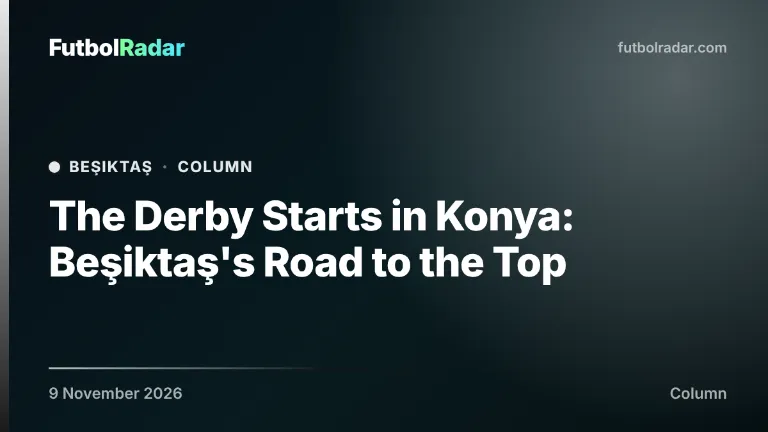 FutbolRadar
futbolradar.com
BEŞIKTAŞ · COLUMN
The Derby Starts in Konya:
Beşiktaş's Road to the Top
9 November 2026
Column